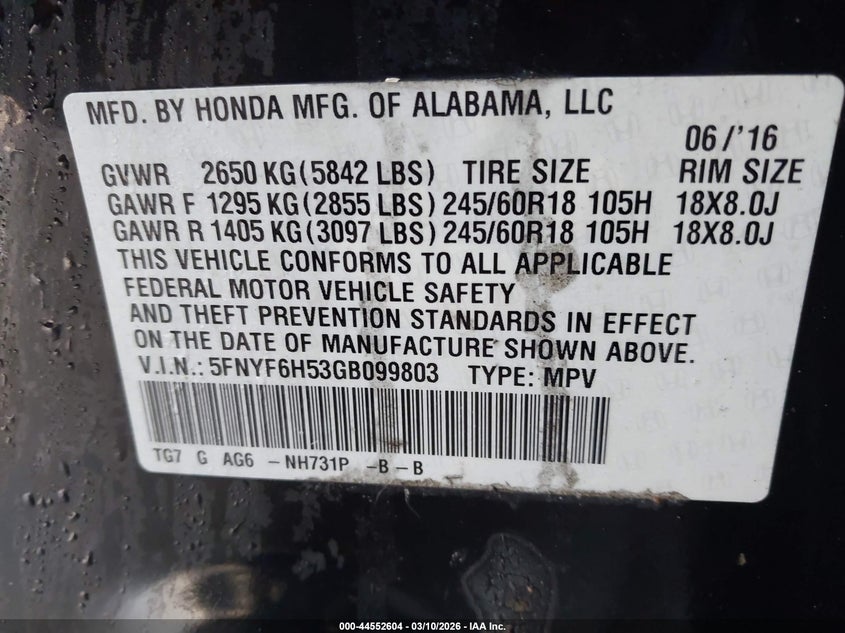 MFD. BY HONDA MFG. OF ALABAMA, LLC
06/'16
GVWR 2650 KG(5842 LBS) TIRE SIZE RIM SIZE
GAWR F 1295 KG(2855 LBS) 245/60R18 105H 18X8.0J
GAWR R 1405 KG(3097 LBS) 245/60R18 105H 18X8.0J
THIS VEHICLE CONFORMS TO ALL APPLICABLE
FEDERAL MOTOR VEHICLE SAFETY
AND THEFT PREVENTION STANDARDS IN EFFECT
ON THE DATE OF MANUFACTURE SHOWN ABOVE.
V.I.N.: 5FNYF6H53GB099803 TYPE: MPV
TG7 G AG6 - NH731P -B - B
000-44552604 - 03/10/2026 - IAA Inc.